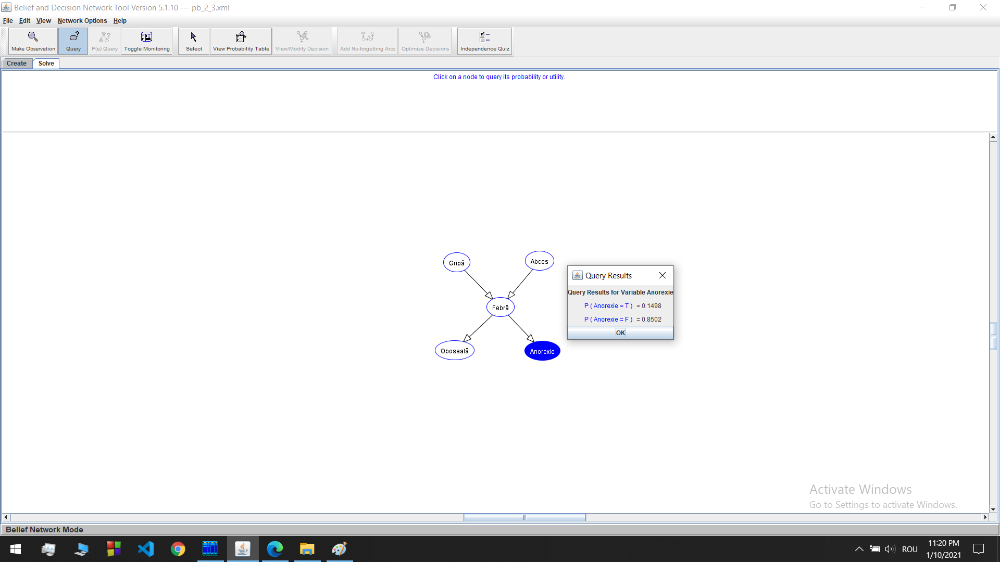 Belief and Decision Network Tool Version 5.1.10 --- pb_2_3.xml
File Edit View Network Options Help
Make Observation Query P(e) Query Toggle Monitoring Select View Probability Table View/Modify Decision Add No-forgetting Arcs Optimize Decisions Independence Quiz
Create Solve
Click on a node to query its probability or utility.
Gripă Abces
Febră
Oboseală Anorexie
Query Results
Query Results for Variable Anorexie
P ( Anorexie = T ) = 0.1498
P ( Anorexie = F ) = 0.8502
OK
Activate Windows
Go to Settings to activate Windows.
Belief Network Mode
ROU
11:20 PM
1/10/2021